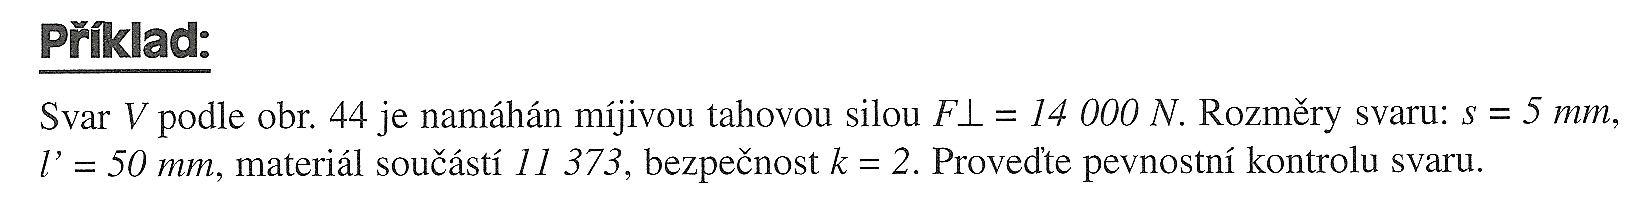 Příklad:
Svar V podle obr. 44 je namáhán míjivou tahovou silou F⊥ = 14 000 N. Rozměry svaru: s = 5 mm,
l’ = 50 mm, materiál součástí 11 373, bezpečnost k = 2. Proveďte pevnostní kontrolu svaru.